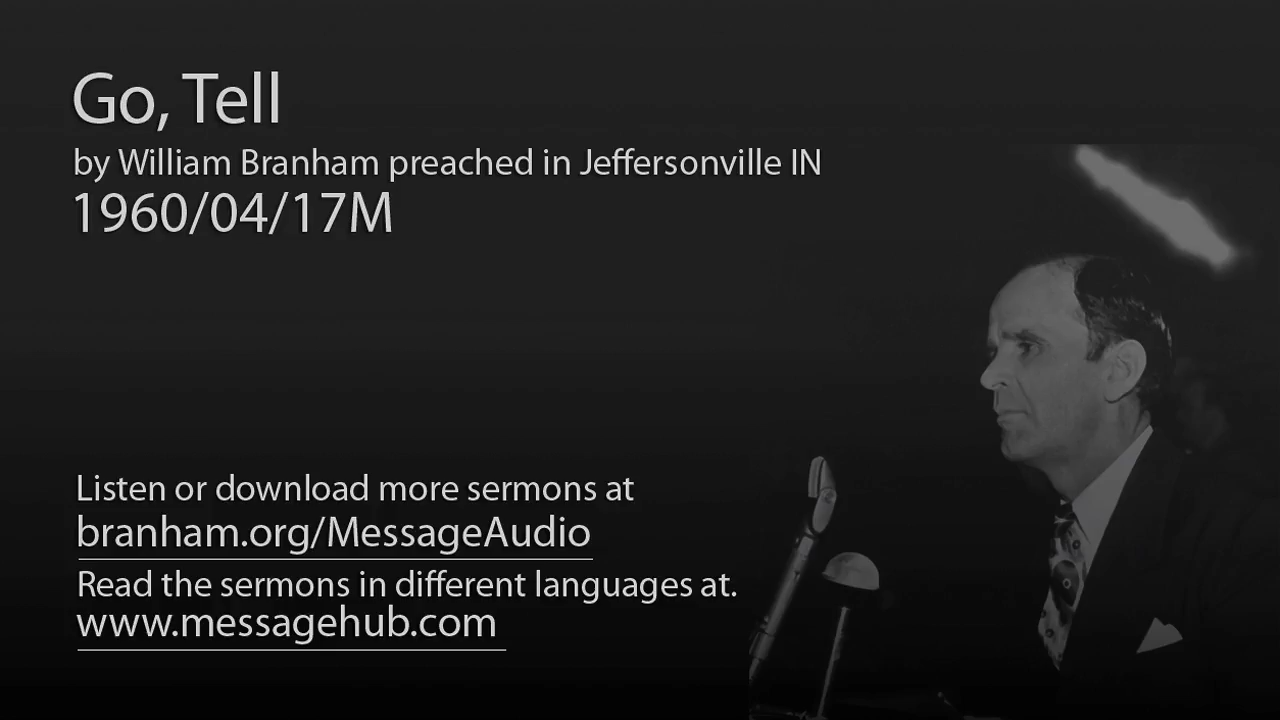 Go, Tell
by William Branham preached in Jeffersonville IN
1960/04/17M
Listen or download more sermons at
branham.org/MessageAudio
Read the sermons in different languages at.
www.messagehub.com